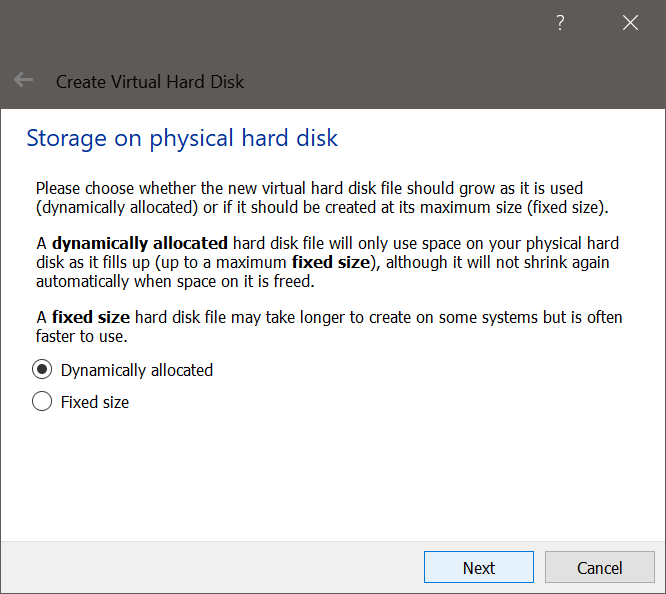 ?
Create Virtual Hard Disk
Storage on physical hard disk
Please choose whether the new virtual hard disk file should grow as it is used
(dynamically allocated) or if it should be created at its maximum size (fixed size).
A dynamically allocated hard disk file will only use space on your physical hard
disk as it fills up (up to a maximum fixed size), although it will not shrink again
automatically when space on it is freed.
A fixed size hard disk file may take longer to create on some systems but is often
faster to use.
Dynamically allocated
Fixed size
Next Cancel